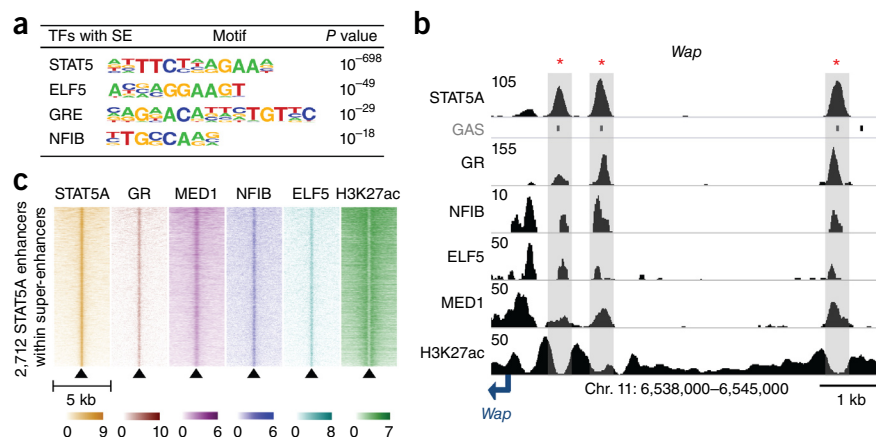 a
TFs with SE Motif P value
STAT5 10−698
ELF5 10−49
GRE 10−29
NFIB 10−18
b
Wap
* * *
STAT5A 105
GAS
GR 155
NFIB 10
ELF5 50
MED1 50
H3K27ac 50
Wap
Chr. 11: 6,538,000–6,545,000
1 kb
c
STAT5A GR MED1 NFIB ELF5 H3K27ac
2,712 STAT5A enhancers
within super-enhancers
5 kb
0 9 0 10 0 6 0 6 0 8 0 7